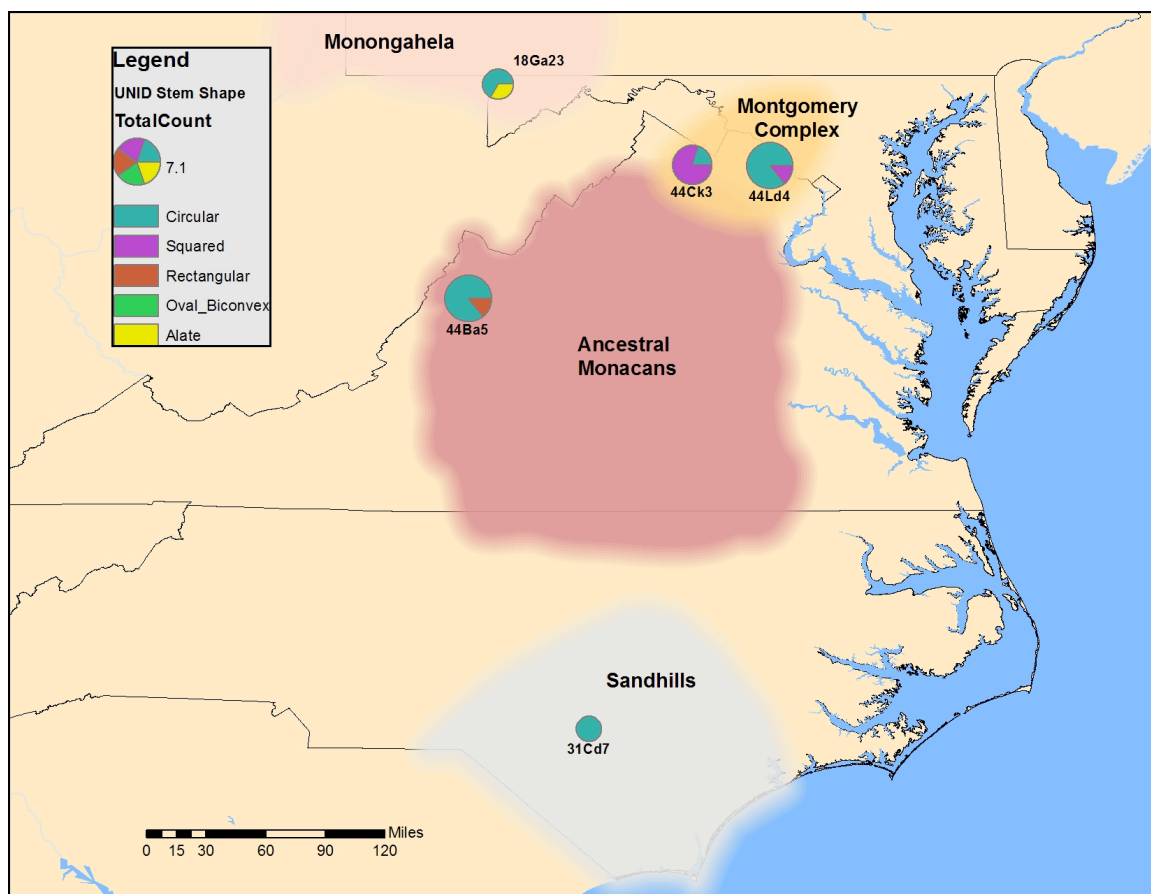 Monongahela
18Ga23
Legend
UNID Stem Shape
TotalCount
7.1
Circular
Squared
Rectangular
Oval_Biconvex
Alate
Montgomery
Complex
44Ck3
44Ld4
44Ba5
Ancestral
Monacans
Sandhills
31Cd7
Miles
0 15 30 60 90 120